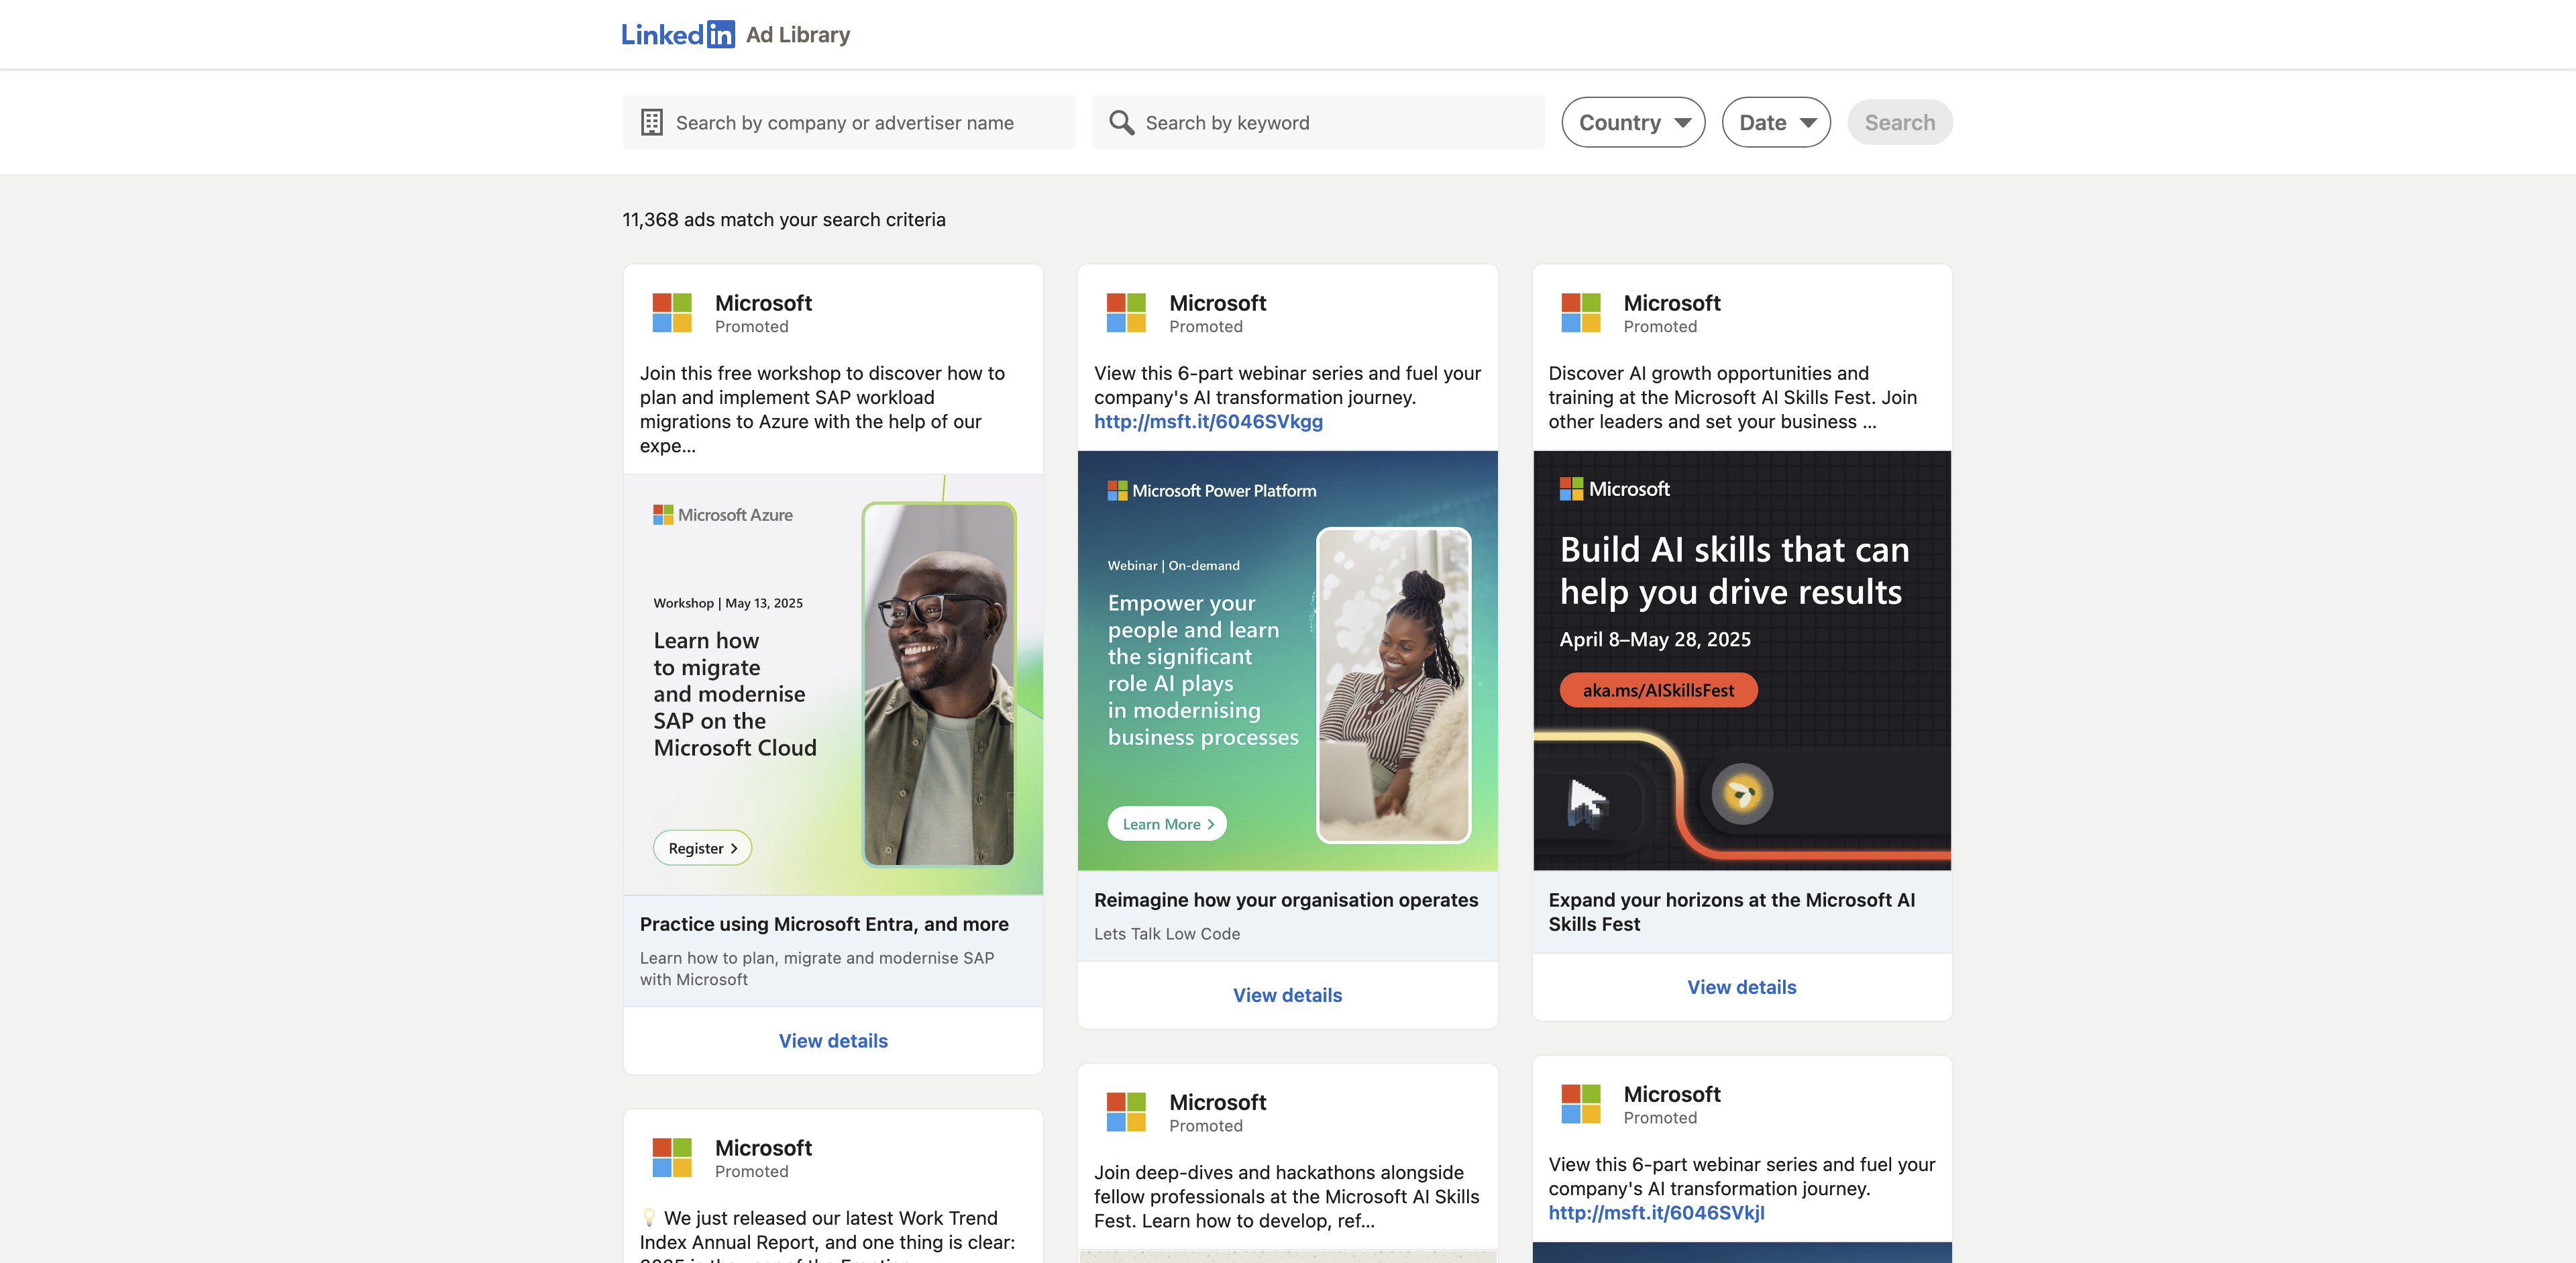 LinkedIn Ad Library
Search by company or advertiser name
Search by keyword
Country
Date
Search
11,368 ads match your search criteria
Microsoft
Promoted
Join this free workshop to discover how to
plan and implement SAP workload
migrations to Azure with the help of our
expe...
Microsoft Azure
Workshop | May 13, 2025
Learn how
to migrate
and modernise
SAP on the
Microsoft Cloud
Register
Practice using Microsoft Entra, and more
Learn how to plan, migrate and modernise SAP
with Microsoft
View details
Microsoft
Promoted
💡 We just released our latest Work Trend
Index Annual Report, and one thing is clear:
Microsoft
Promoted
View this 6-part webinar series and fuel your
company's AI transformation journey.
http://msft.it/6046SVkgg
Microsoft Power Platform
Webinar | On-demand
Empower your
people and learn
the significant
role AI plays
in modernising
business processes
Learn More
Reimagine how your organisation operates
Lets Talk Low Code
View details
Microsoft
Promoted
Join deep-dives and hackathons alongside
fellow professionals at the Microsoft AI Skills
Fest. Learn how to develop, ref...
Microsoft
Promoted
Discover AI growth opportunities and
training at the Microsoft AI Skills Fest. Join
other leaders and set your business ...
Microsoft
Build AI skills that can
help you drive results
April 8–May 28, 2025
aka.ms/AISkillsFest
Expand your horizons at the Microsoft AI
Skills Fest
View details
Microsoft
Promoted
View this 6-part webinar series and fuel your
company's AI transformation journey.
http://msft.it/6046SVkjl